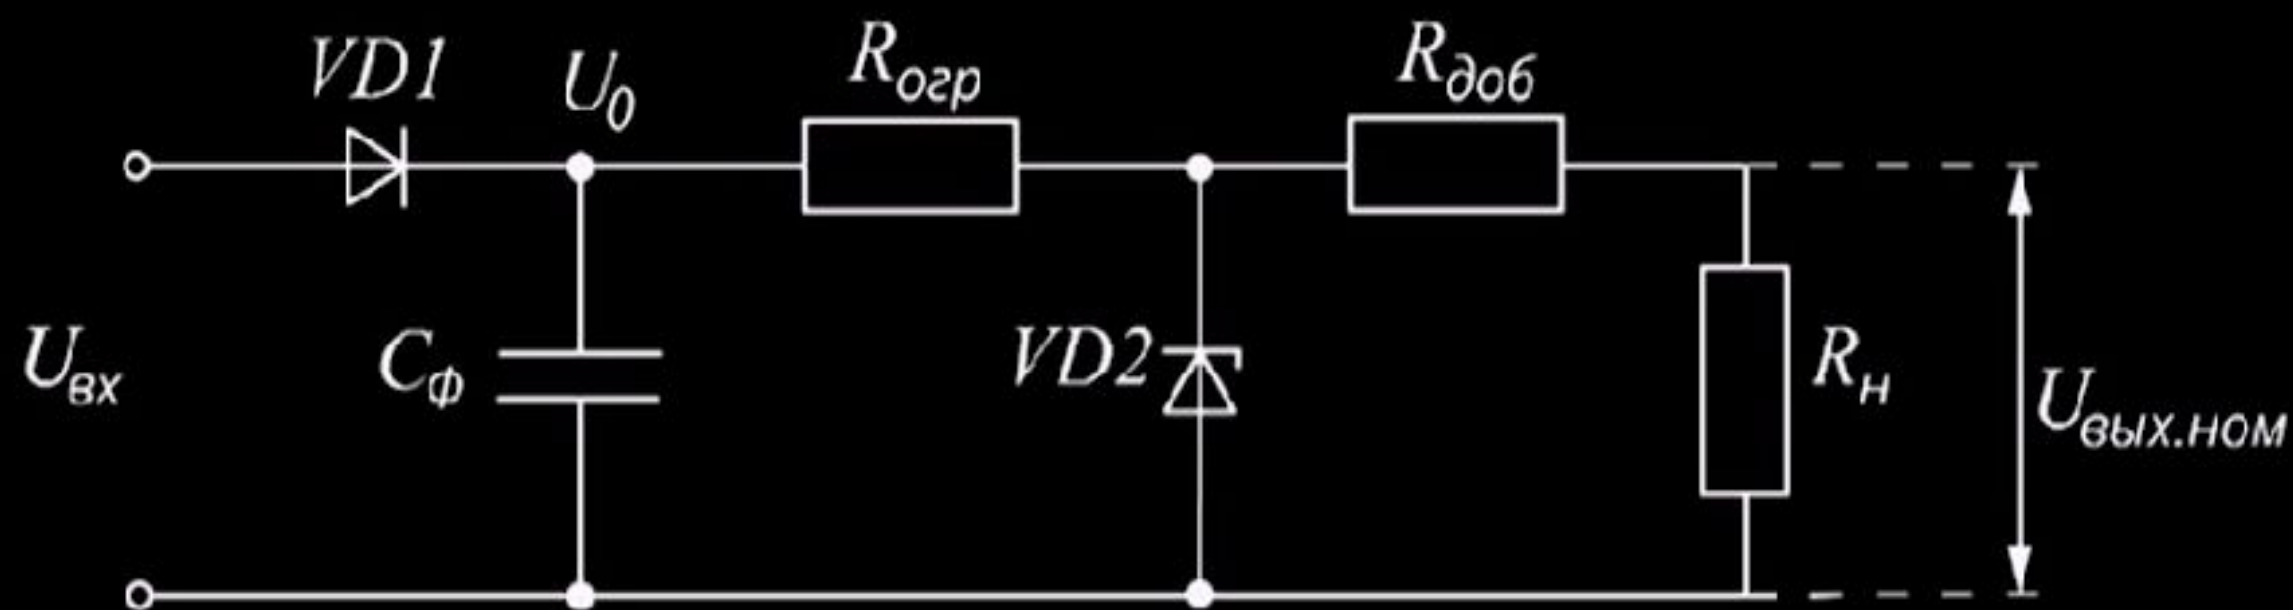 VD1
U₀
Rогр
Rдоб
Uвх
Cф
VD2
Rн
Uвых.ном